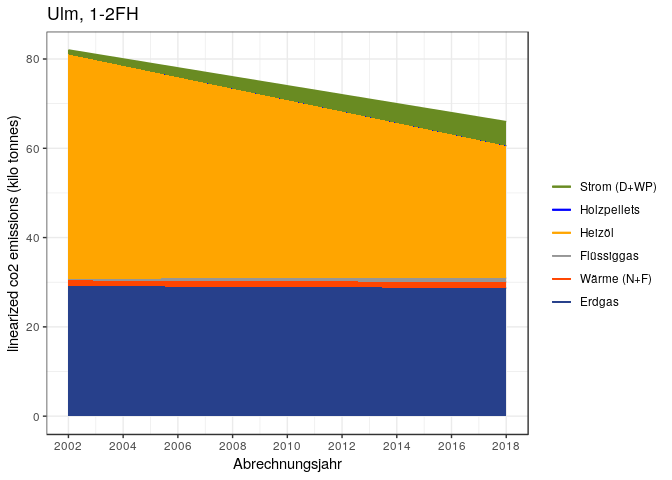 Ulm, 1-2FH
linearized co2 emissions (kilo tonnes)
80
60
40
20
0
2002 2004 2006 2008 2010 2012 2014 2016 2018
Abrechnungsjahr
Strom (D+WP)
Holzpellets
Heizöl
Flüssiggas
Wärme (N+F)
Erdgas